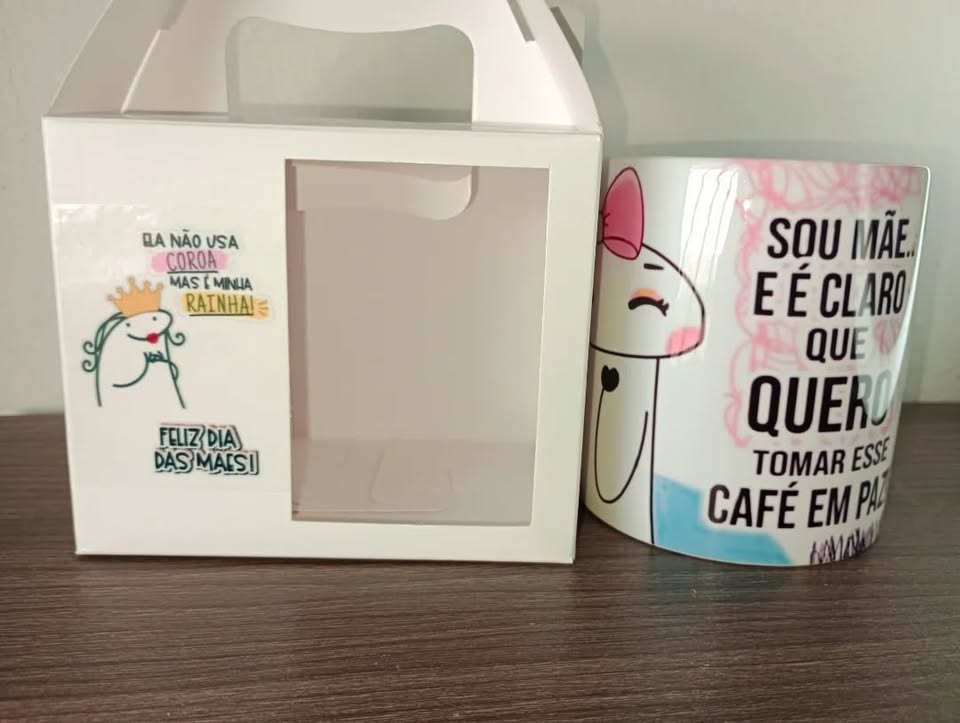 ELA NÃO USA
COROA
MAS É MINHA
RAINHA!
FELIZ DIA
DAS MÃES!
SOU MÃE..
E É CLARO
QUE
QUERO
TOMAR ESSE
CAFÉ EM PAZ